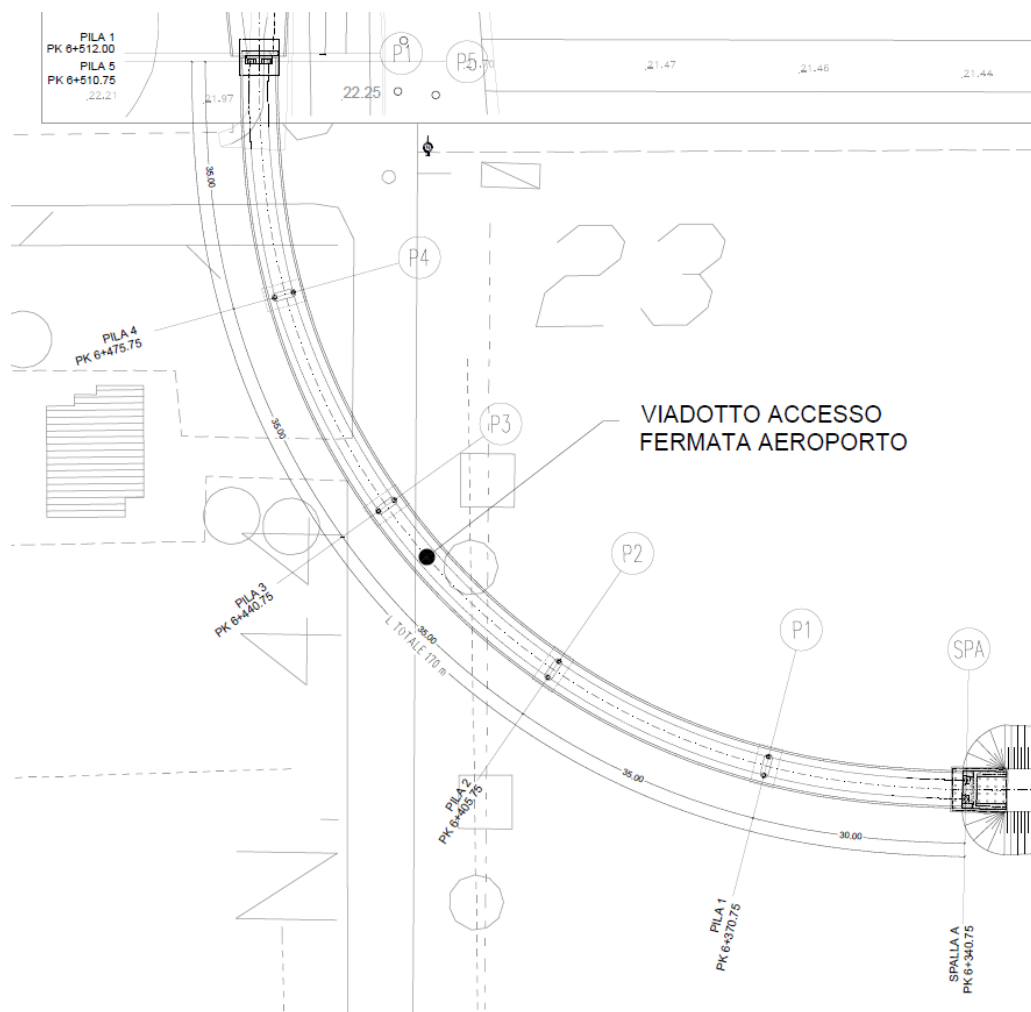 PILA 1
PK 6+512.00
PILA 5
PK 6+510.75
P1
P5
22.21
21.97
22.25
21.47
21.46
21.44
35.00
P4
23
PILA 4
PK 6+475.75
35.00
P3
VIADOTTO ACCESSO
FERMATA AEROPORTO
PILA 3
PK 6+440.75
P2
35.00
L TOTALE 170 m
P1
SPA
35.00
PILA 2
PK 6+405.75
30.00
PILA 1
PK 6+370.75
SPALLA A
PK 6+340.75